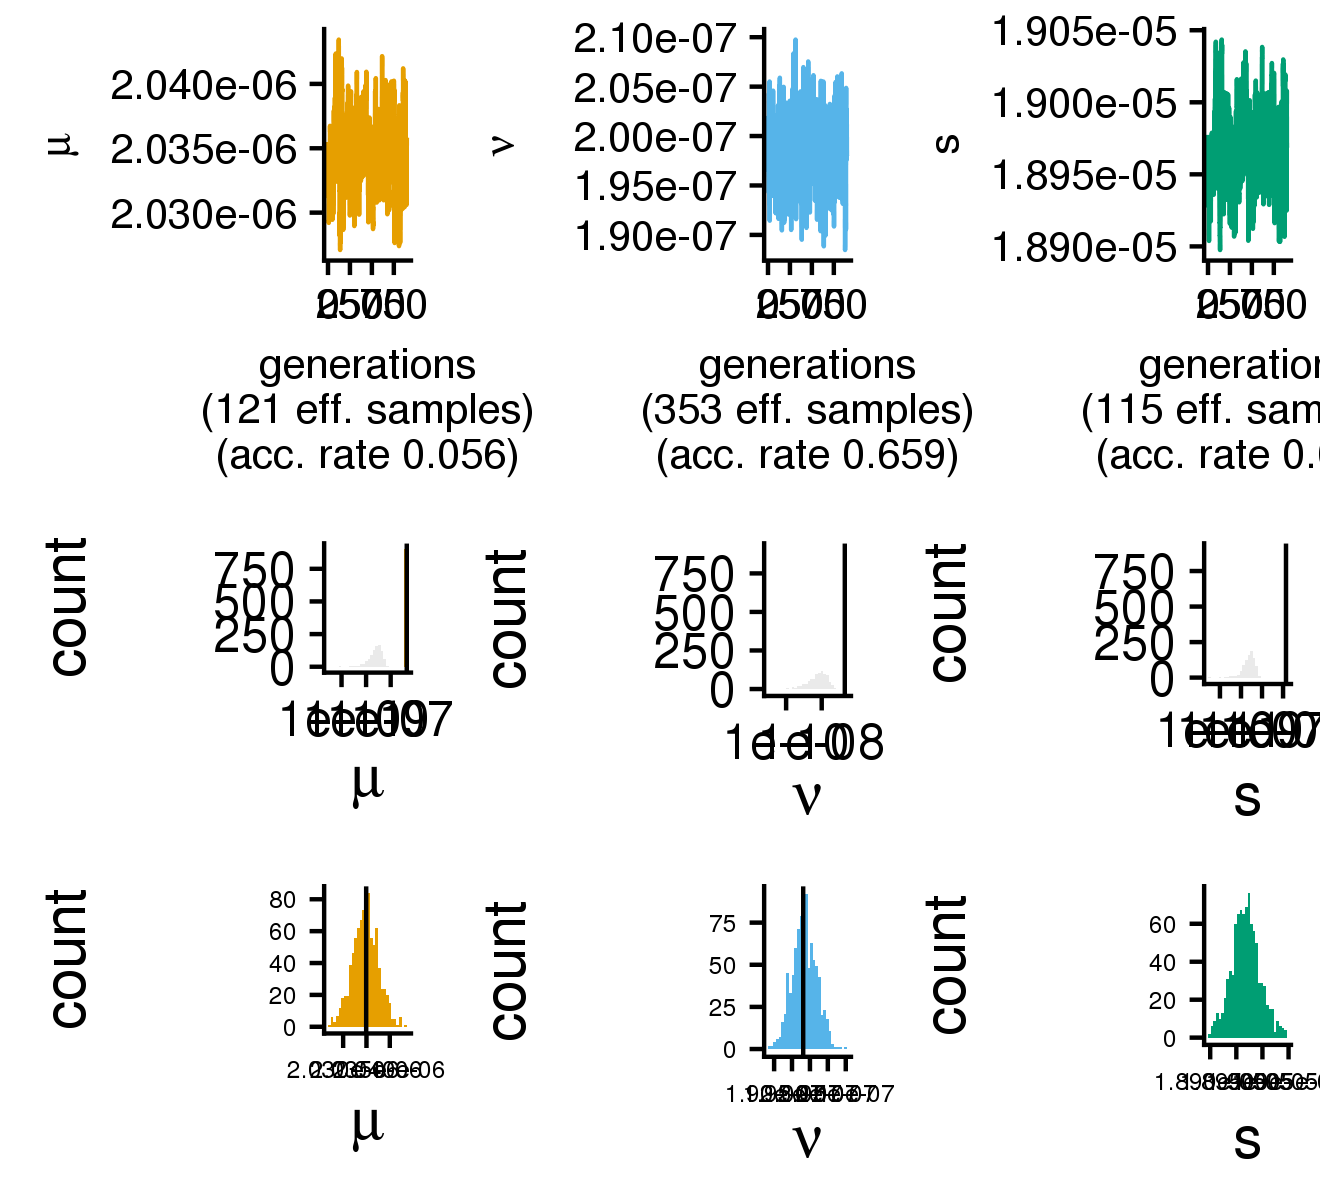 μ
2.040e-06
2.035e-06
2.030e-06
generations
(121 eff. samples)
(acc. rate 0.056)
ν
2.10e-07
2.05e-07
2.00e-07
1.95e-07
1.90e-07
generations
(353 eff. samples)
(acc. rate 0.659)
s
1.905e-05
1.900e-05
1.895e-05
1.890e-05
(115 eff.
(acc. rate
count
750
500
250
0
μ
count
750
500
250
0
ν
count
750
500
250
0
s
count
80
60
40
20
0
μ
count
75
50
25
0
ν
count
60
40
20
0
s